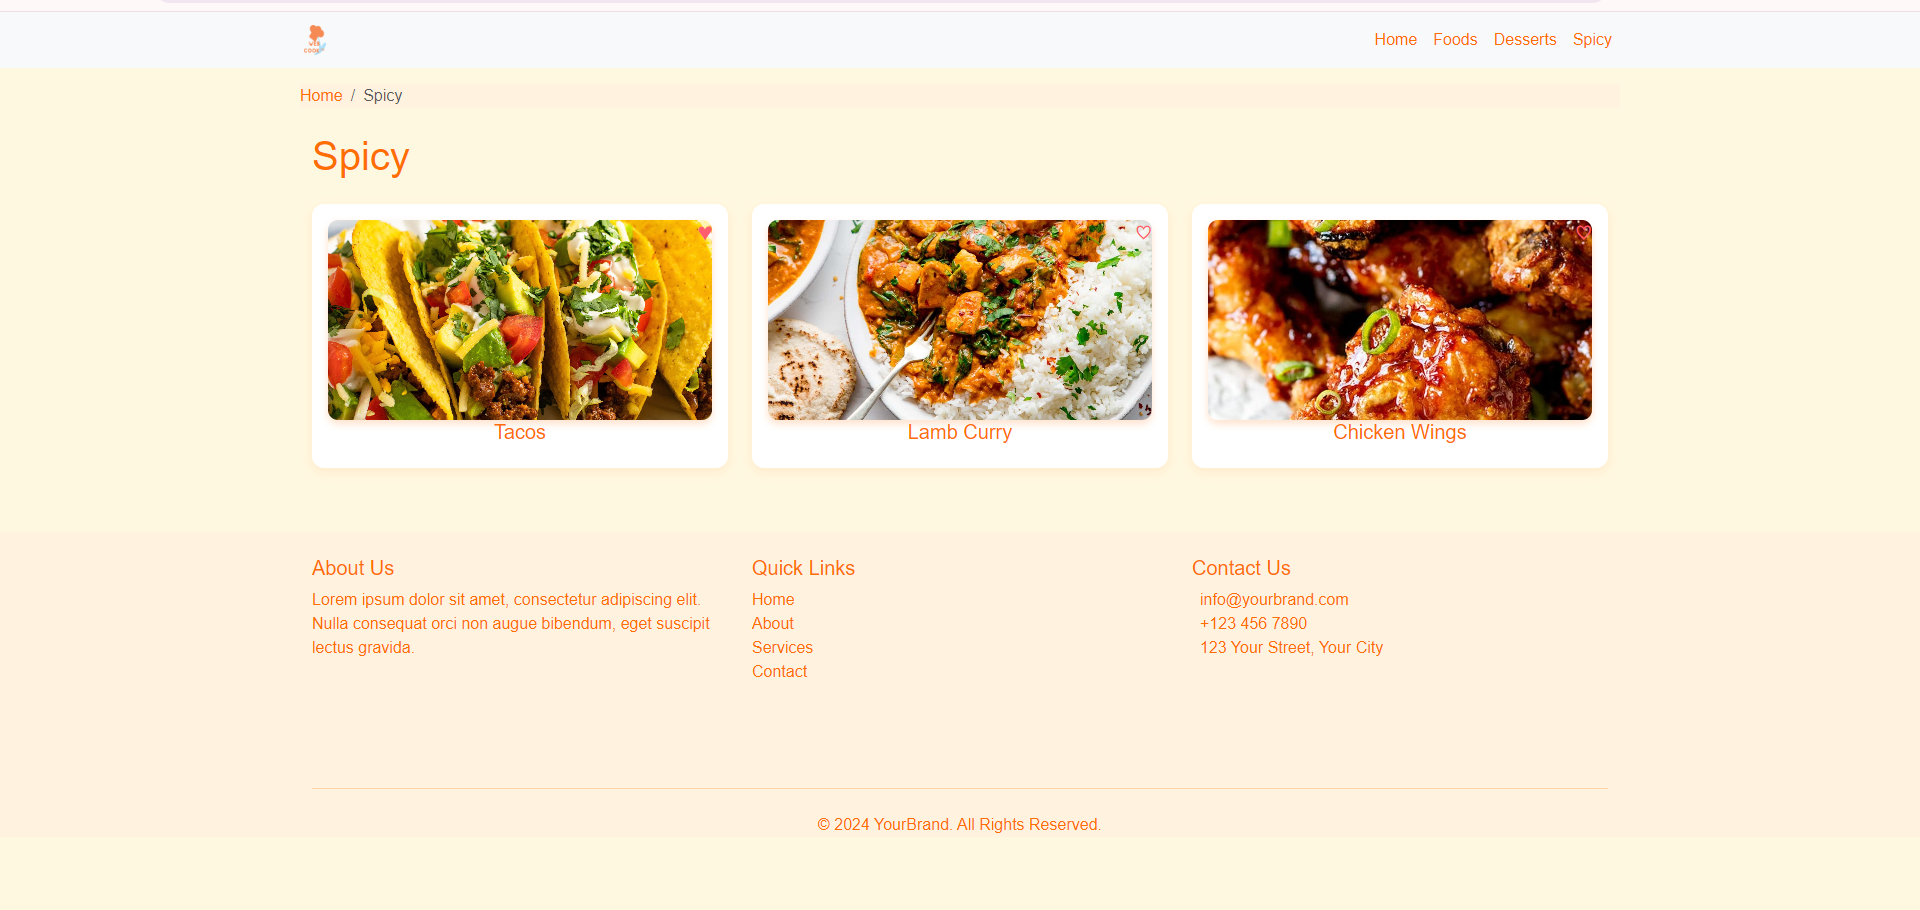 WEB
COOK
Home Foods Desserts Spicy
Home / Spicy
Spicy
Tacos
Lamb Curry
Chicken Wings
About Us
Lorem ipsum dolor sit amet, consectetur adipiscing elit.
Nulla consequat orci non augue bibendum, eget suscipit
lectus gravida.
Quick Links
Home
About
Services
Contact
Contact Us
info@yourbrand.com
+123 456 7890
123 Your Street, Your City
© 2024 YourBrand. All Rights Reserved.